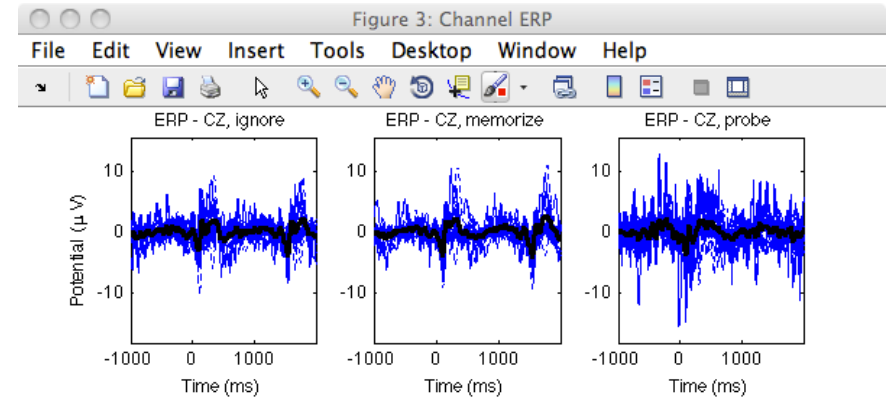 Figure 3: Channel ERP
File Edit View Insert Tools Desktop Window Help
ERP - CZ, ignore
ERP - CZ, memorize
ERP - CZ, probe
Potential (μ V)
10
0
-10
-1000 0 1000
Time (ms)
10
0
-10
-1000 0 1000
Time (ms)
10
0
-10
-1000 0 1000
Time (ms)